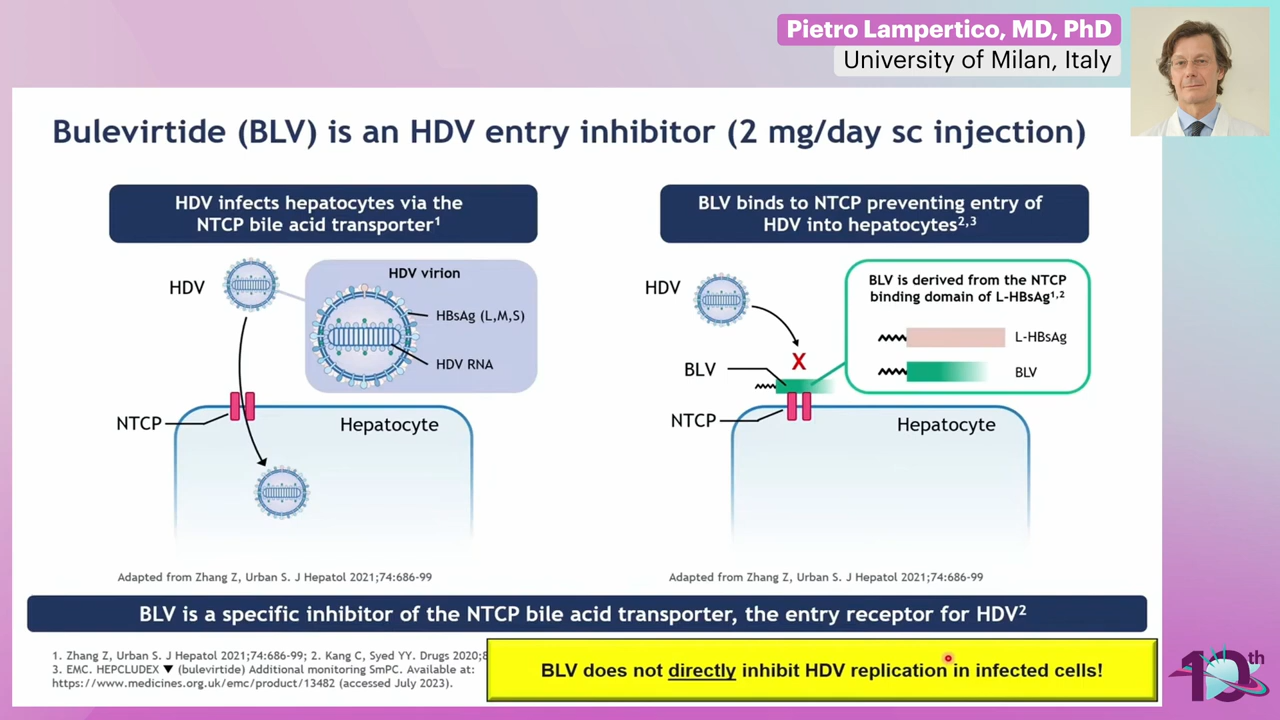 Pietro Lampertico, MD, PhD
University of Milan, Italy
Bulevirtide (BLV) is an HDV entry inhibitor (2 mg/day sc injection)
HDV infects hepatocytes via the
NTCP bile acid transporter¹
HDV
HDV virion
HBsAg (L,M,S)
HDV RNA
NTCP
Hepatocyte
Adapted from Zhang Z, Urban S. J Hepatol 2021;74:686-99
BLV binds to NTCP preventing entry of
HDV into hepatocytes²,³
HDV
BLV is derived from the NTCP
binding domain of L-HBsAg¹,²
L-HBsAg
BLV
X
BLV
NTCP
Hepatocyte
Adapted from Zhang Z, Urban S. J Hepatol 2021;74:686-99
BLV is a specific inhibitor of the NTCP bile acid transporter, the entry receptor for HDV²
1. Zhang Z, Urban S. J Hepatol 2021;74:686-99; 2. Kang C, Syed YY. Drugs 2020;8
3. EMC. HEPCLUDEX ▼ (bulevirtide) Additional monitoring SmPC. Available at:
https://www.medicines.org.uk/emc/product/13482 (accessed July 2023).
BLV does not directly inhibit HDV replication in infected cells!
10th